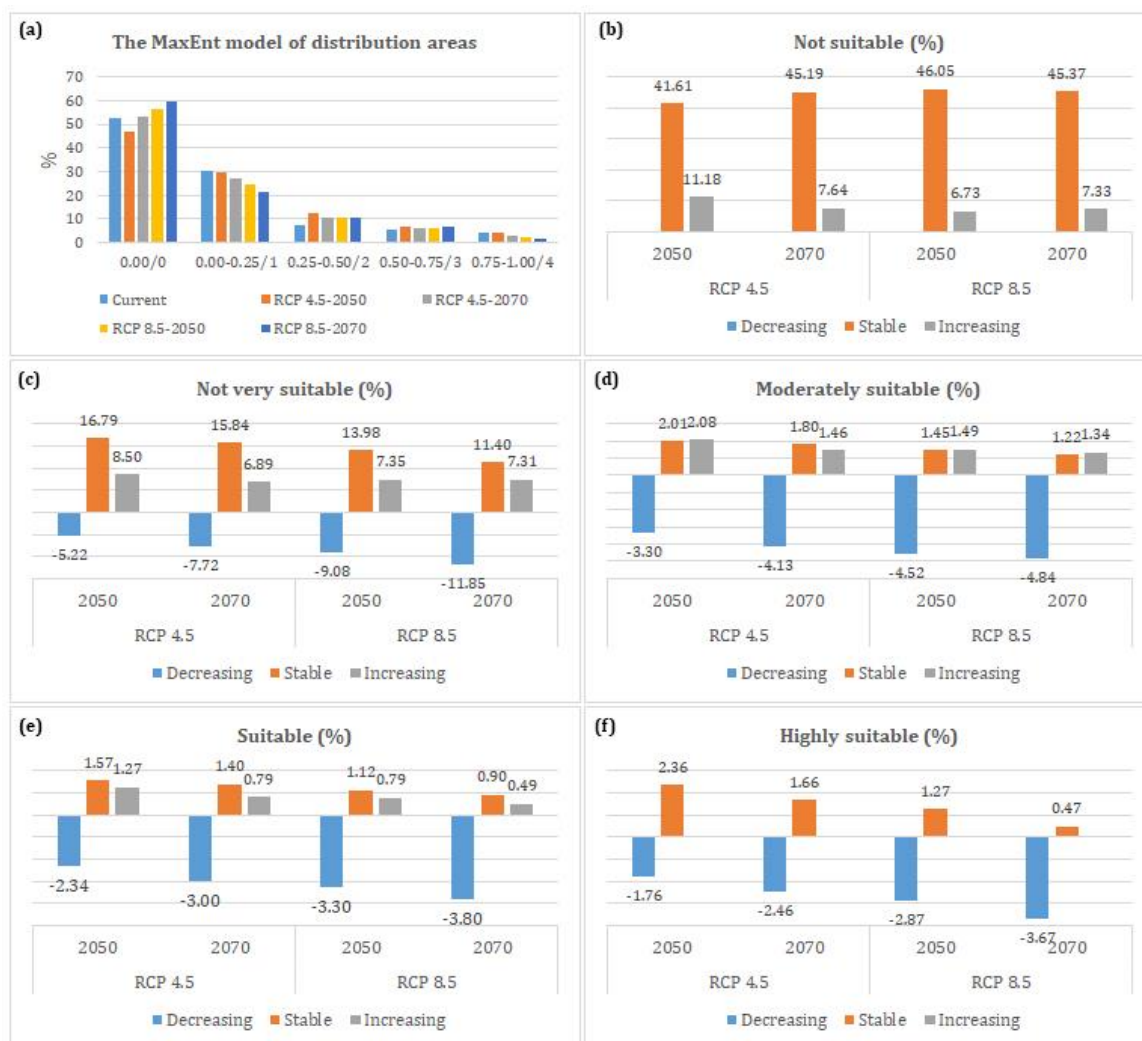 (a)
The MaxEnt model of distribution areas
70
60
50
40
30
20
10
0
%
0.00/0 0.00-0.25/1 0.25-0.50/2 0.50-0.75/3 0.75-1.00/4
Current RCP 4.5-2050 RCP 4.5-2070
RCP 8.5-2050 RCP 8.5-2070
(b)
Not suitable (%)
41.61 45.19 46.05 45.37
11.18 7.64 6.73 7.33
2050 2070 2050 2070
RCP 4.5 RCP 8.5
Decreasing Stable Increasing
(c)
Not very suitable (%)
16.79 15.84 13.98 11.40
8.50 6.89 7.35 7.31
-5.22 -7.72 -9.08 -11.85
2050 2070 2050 2070
RCP 4.5 RCP 8.5
Decreasing Stable Increasing
(d)
Moderately suitable (%)
2.01 2.08 1.80 1.46 1.45 1.49 1.22 1.34
-3.30 -4.13 -4.52 -4.84
2050 2070 2050 2070
RCP 4.5 RCP 8.5
Decreasing Stable Increasing
(e)
Suitable (%)
1.57 1.27 1.40 0.79 1.12 0.79 0.90 0.49
-2.34 -3.00 -3.30 -3.80
2050 2070 2050 2070
RCP 4.5 RCP 8.5
Decreasing Stable Increasing
(f)
Highly suitable (%)
2.36 1.66 1.27 0.47
-1.76 -2.46 -2.87 -3.67
2050 2070 2050 2070
RCP 4.5 RCP 8.5
Decreasing Stable Increasing